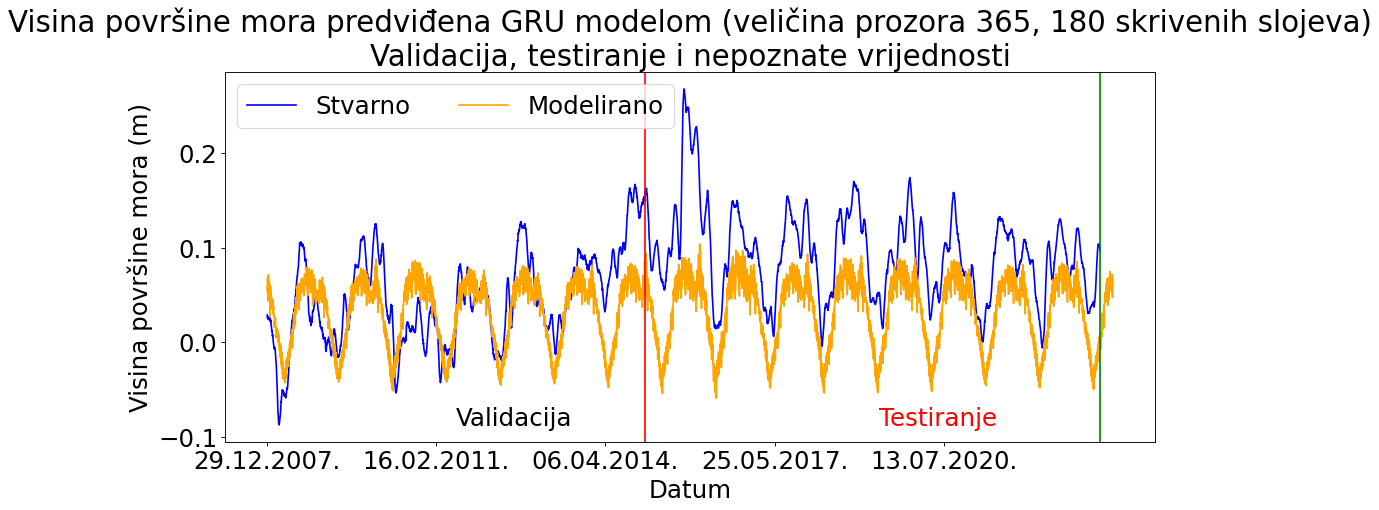 Visina površine mora predviđena GRU modelom (veličina prozora 365, 180 skrivenih slojeva)
Validacija, testiranje i nepoznate vrijednosti
Stvarno
Modelirano
Visina površine mora (m)
0.2
0.1
0.0
−0.1
Validacija
Testiranje
29.12.2007.
16.02.2011.
06.04.2014.
25.05.2017.
13.07.2020.
Datum